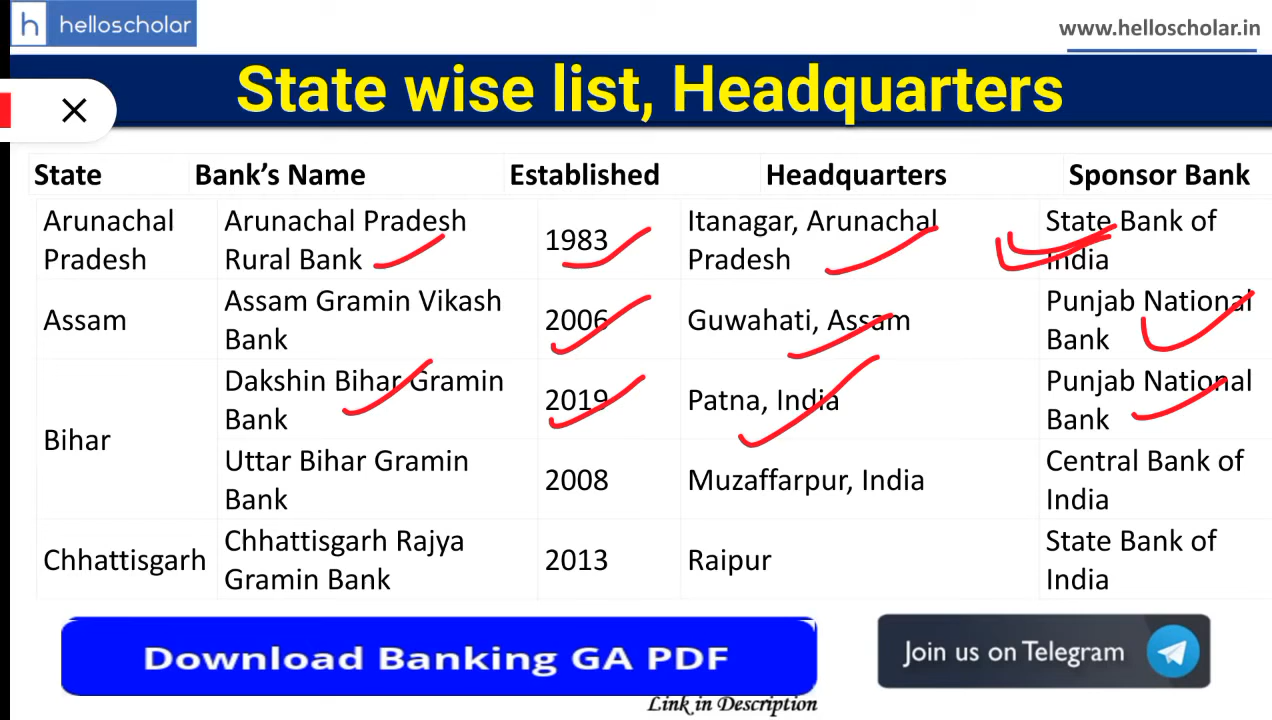 h helloscholar
www.helloscholar.in
State wise list, Headquarters
State Bank's Name Established Headquarters Sponsor Bank
Arunachal Pradesh Rural Bank
Arunachal
Pradesh
1983
Itanagar, Arunachal
Pradesh
State Bank of
India
Assam
Assam Gramin Vikash
Bank
2006
Guwahati, Assam
Punjab National
Bank
Bihar
Dakshin Bihar Gramin
Bank
2019
Patna, India
Punjab National
Bank
Uttar Bihar Gramin
Bank
2008
Muzaffarpur, India
Central Bank of
India
Chhattisgarh
Chhattisgarh Rajya
Gramin Bank
2013
Raipur
State Bank of
India
Download Banking GA PDF
Join us on Telegram
Link in Description